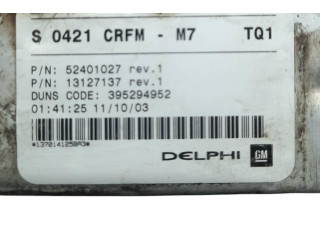 S 0421 CRFM - M7 TQ1
P/N: 52401027 rev.1
P/N: 13127137 rev.1
DUNS CODE: 395294952
01:41:25 11/10/03
*137014125BA3*
DELPHI GM